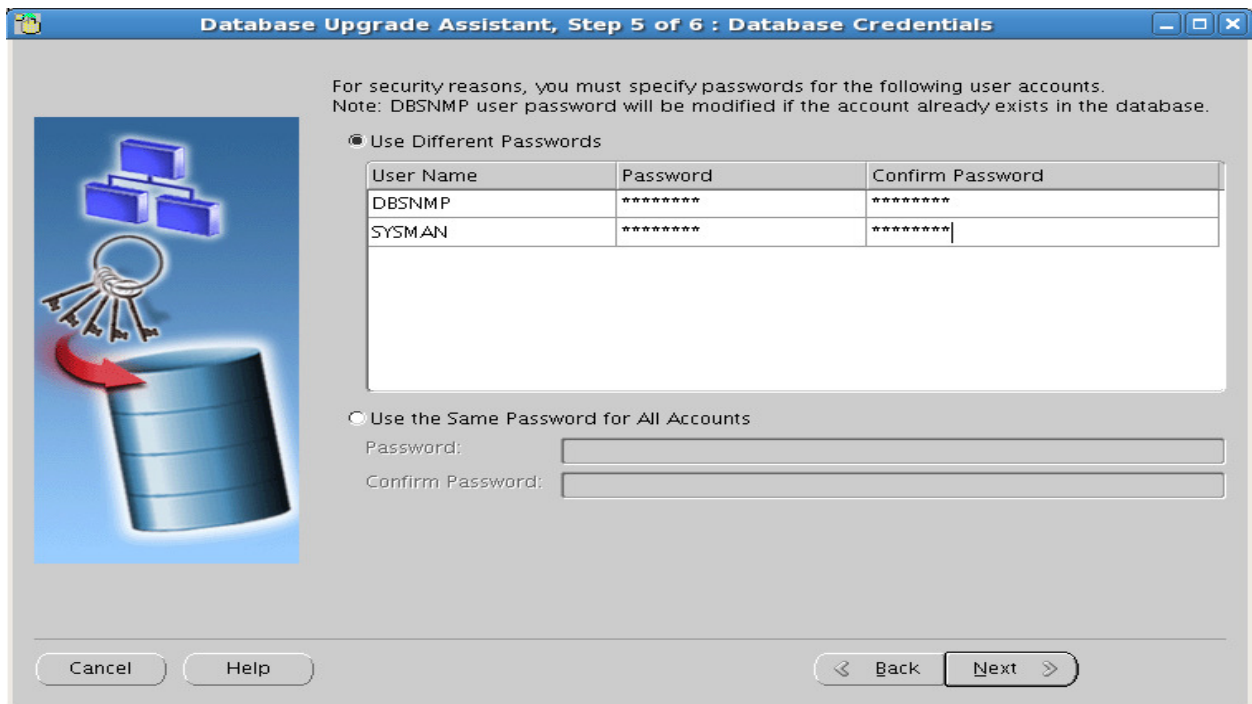 Database Upgrade Assistant, Step 5 of 6 : Database Credentials
For security reasons, you must specify passwords for the following user accounts.
Note: DBSNMP user password will be modified if the account already exists in the database.
Use Different Passwords
User Name Password Confirm Password
DBSNMP ******** ********
SYSMAN ******** ********
Use the Same Password for All Accounts
Password:
Confirm Password:
Cancel Help Back Next